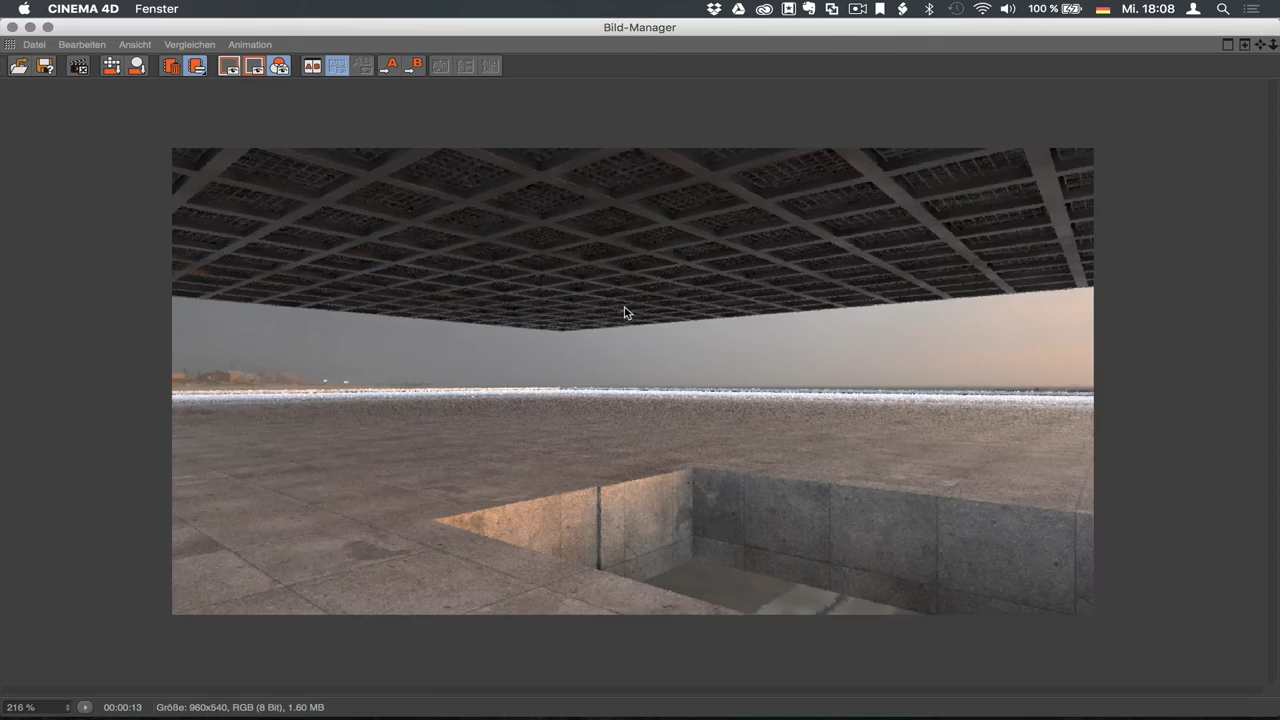 CINEMA 4D Fenster 100 % Mi. 18:08
Bild-Manager
Datei Bearbeiten Ansicht Vergleichen Animation
A B AB A B
216 % 00:00:13 Größe: 960x540, RGB (8 Bit), 1.60 MB